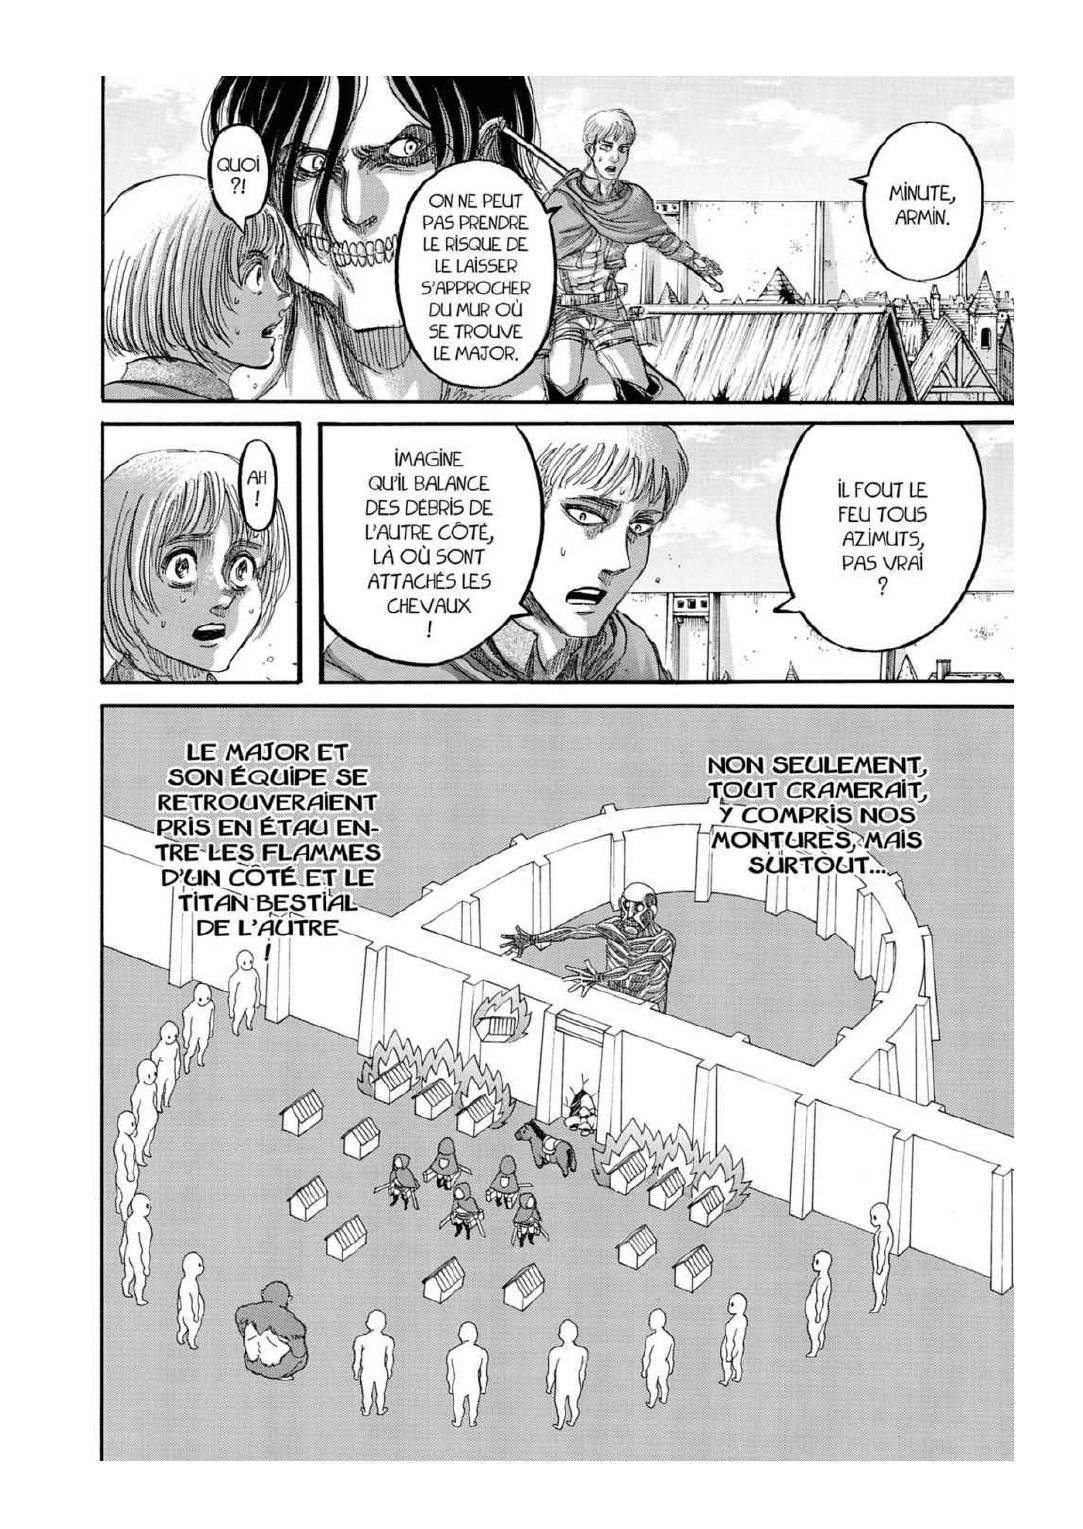 MINUTE,
ARMIN.
ON NE PEUT
PAS PRENDRE
LE RISQUE DE
LE LAISSER
S'APPROCHER
DU MUR OÙ
SE TROUVE
LE MAJOR.
QUOI
?!
IL FOUT LE
FEU TOUS
AZIMUTS,
PAS VRAI
?
IMAGINE
QU'IL BALANCE
DES DÉBRIS DE
L'AUTRE CÔTÉ,
LÀ OÙ SONT
ATTACHÉS LES
CHEVAUX
!
AH
!
NON SEULEMENT,
TOUT CRAMERAIT,
Y COMPRIS NOS
MONTURES, MAIS
SURTOUT...
LE MAJOR ET
SON ÉQUIPE SE
RETROUVERAIENT
PRIS EN ÉTAU EN-
TRE LES FLAMMES
D'UN CÔTÉ ET LE
TITAN BESTIAL
DE L'AUTRE
!